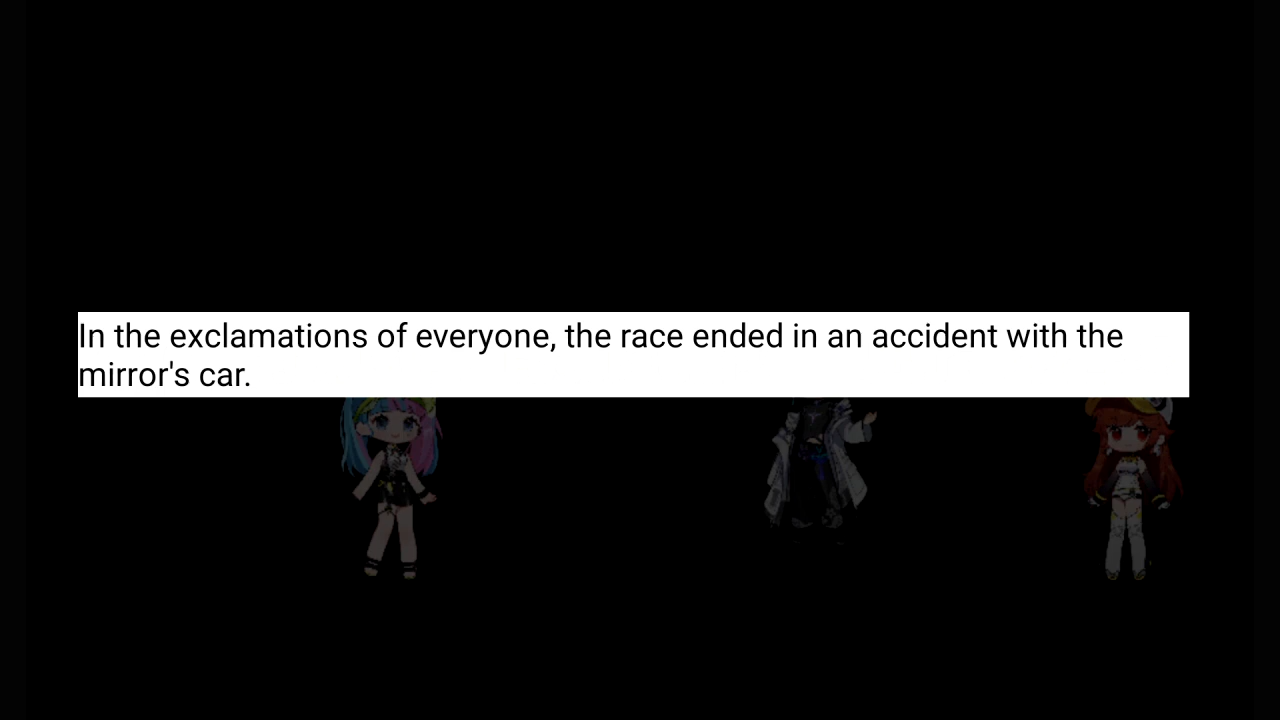 In the exclamations of everyone, the race ended in an accident with the
mirror's car.